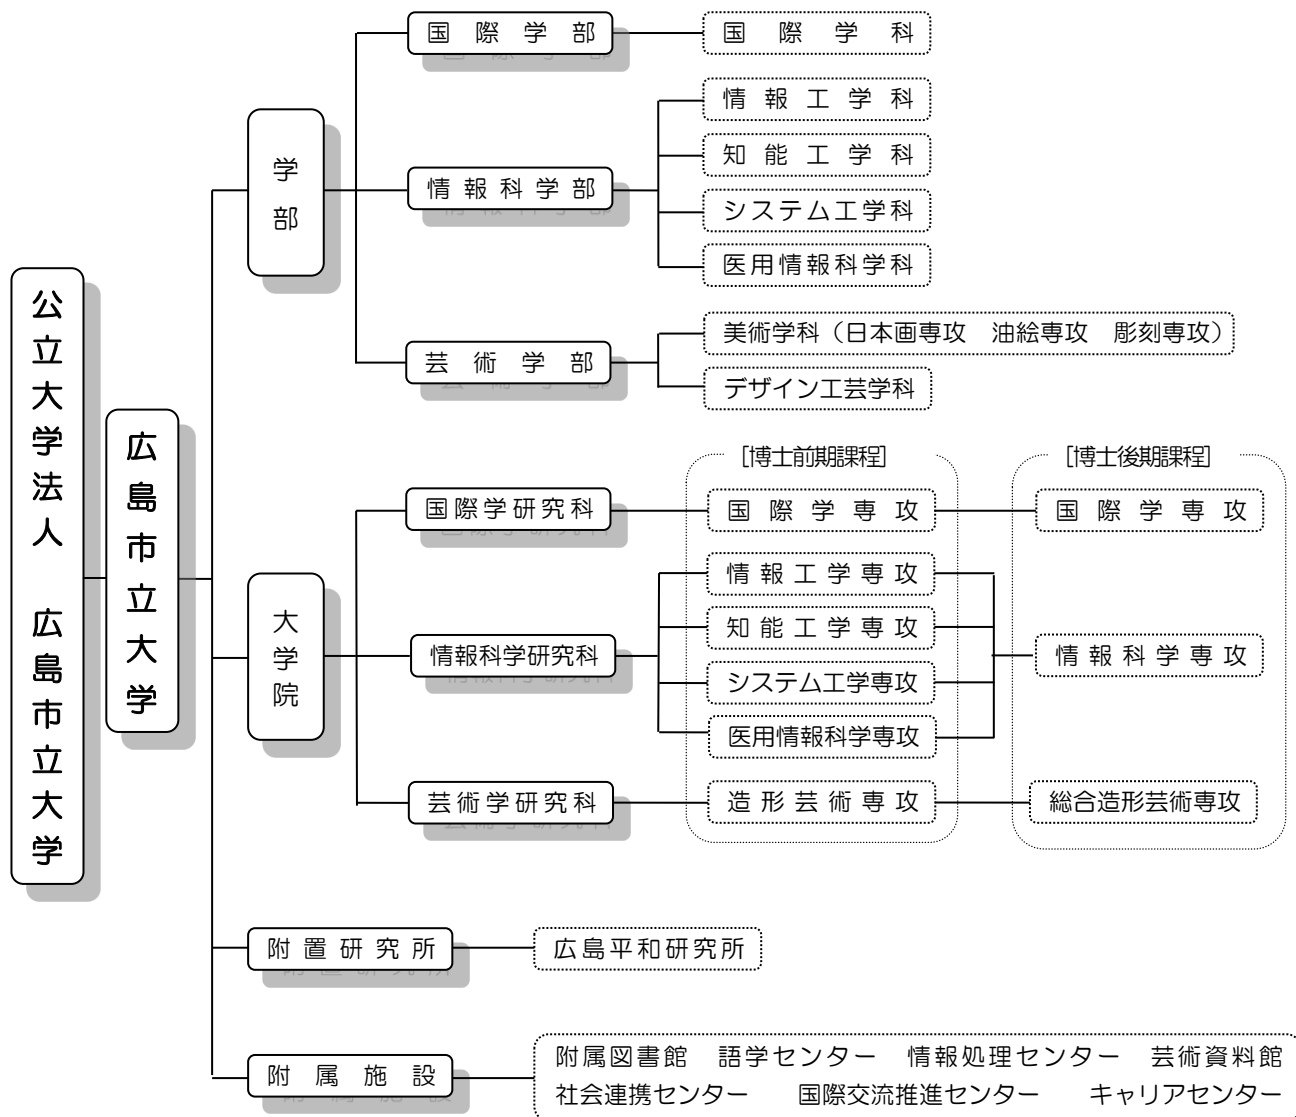 公立大学法人 広島市立大学
広島市立大学
学部
国際学部
国際学科
情報科学部
情報工学科
知能工学科
システム工学科
医用情報科学科
芸術学部
美術学科（日本画専攻 油絵専攻 彫刻専攻）
デザイン工芸学科
大学院
[博士前期課程]
[博士後期課程]
国際学研究科
国際学専攻
国際学専攻
情報科学研究科
情報工学専攻
知能工学専攻
システム工学専攻
医用情報科学専攻
情報科学専攻
芸術学研究科
造形芸術専攻
総合造形芸術専攻
附置研究所
広島平和研究所
附属施設
附属図書館 語学センター 情報処理センター 芸術資料館
社会連携センター 国際交流推進センター キャリアセンター